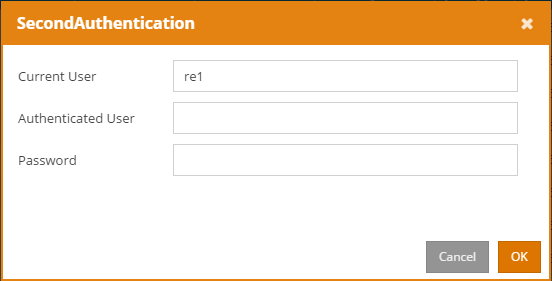 SecondAuthentication
Current User re1
Authenticated User
Password
Cancel OK